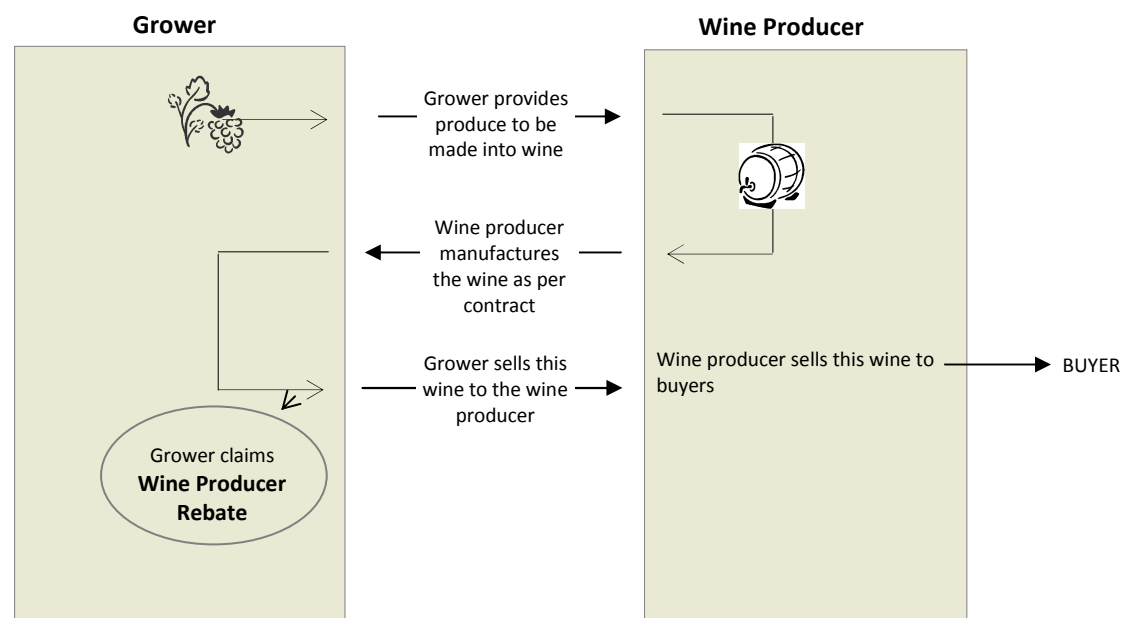 Grower
Wine Producer
Grower provides
produce to be
made into wine
Wine producer
manufactures
the wine as per
contract
Grower sells this
wine to the wine
producer
Wine producer sells this wine to
buyers
BUYER
Grower claims
Wine Producer
Rebate